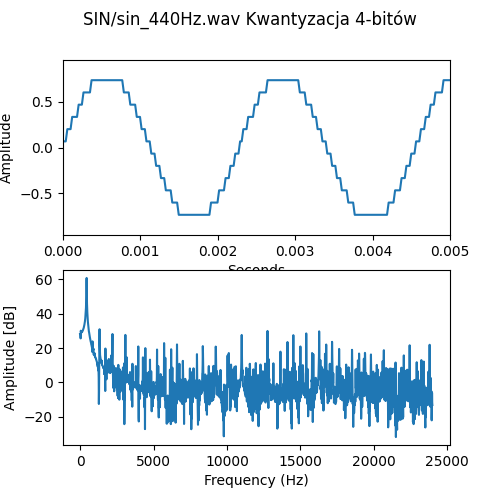 SIN/sin_440Hz.wav Kwantyzacja 4-bitów
Amplitude
0.5
0.0
−0.5
0.000 0.001 0.002 0.003 0.004 0.005
Seconds
Amplitude [dB]
60
40
20
0
−20
0 5000 10000 15000 20000 25000
Frequency (Hz)